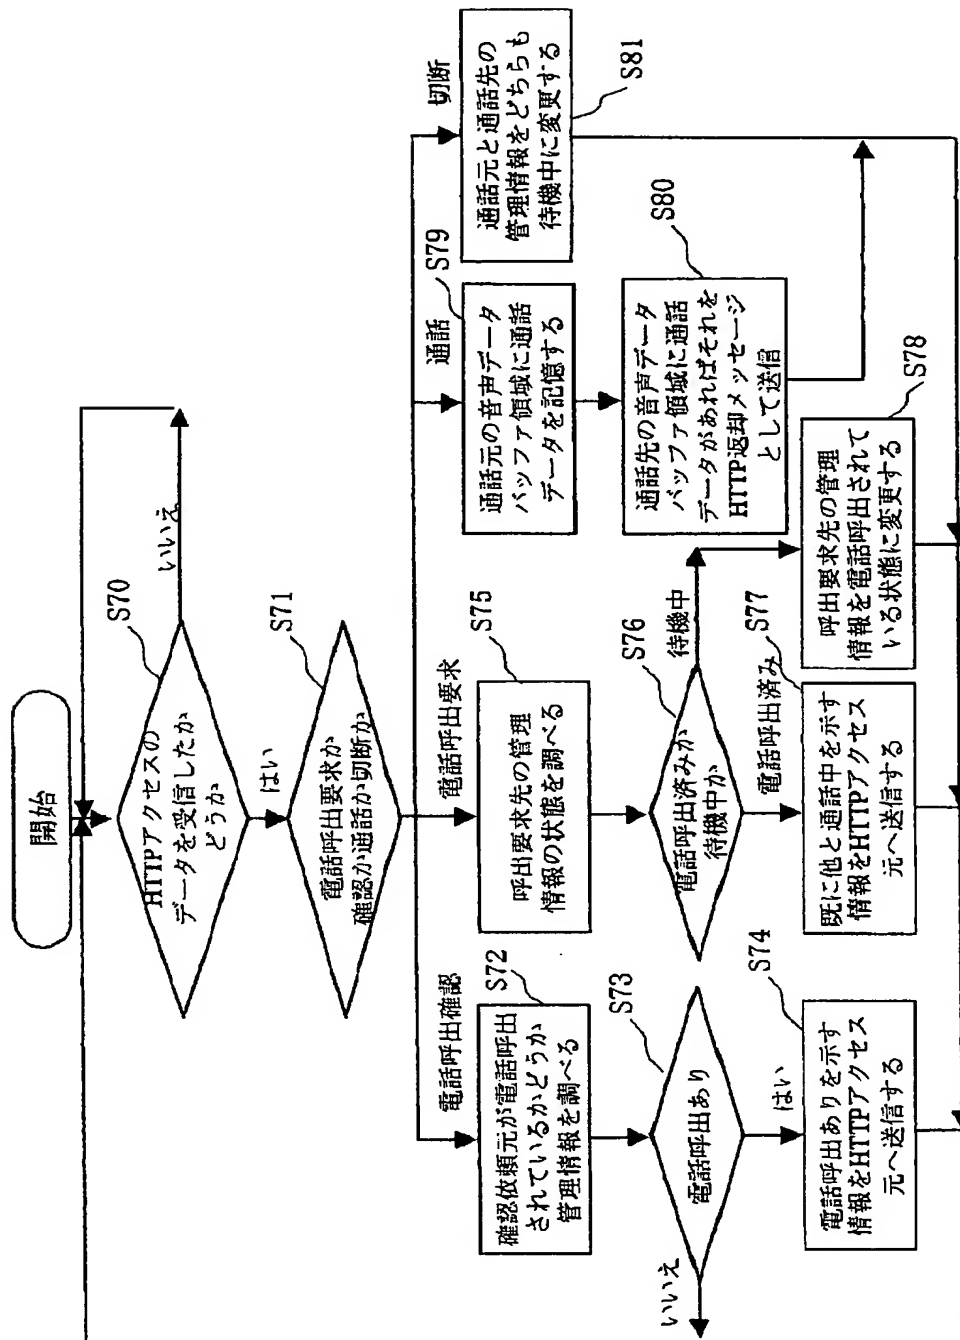 開始
HTTPアクセスの
データを受信したか
どうか
S70
いいえ
はい
電話呼出要求か
確認か通話か切断か
S71
電話呼出確認
確認依頼元が電話呼出
されているかどうか
管理情報を調べる
S72
電話呼出あり
S73
いいえ
はい
電話呼出ありを示す
情報をHTTPアクセス
元へ送信する
S74
電話呼出要求
呼出要求先の管理
情報の状態を調べる
S75
電話呼出済みか
待機中か
S76
待機中
電話呼出済み
既に他と通話中を示す
情報をHTTPアクセス
元へ送信する
S77
呼出要求先の管理
情報を電話呼出されて
いる状態に変更する
S78
通話
通話元の音声データ
バッファ領域に通話
データを記憶する
S79
通話先の音声データ
バッファ領域に通話
データがあればそれを
HTTP返却メッセージ
として送信
S80
切断
通話元と通話先の
管理情報をどちらも
待機中に変更する
S81